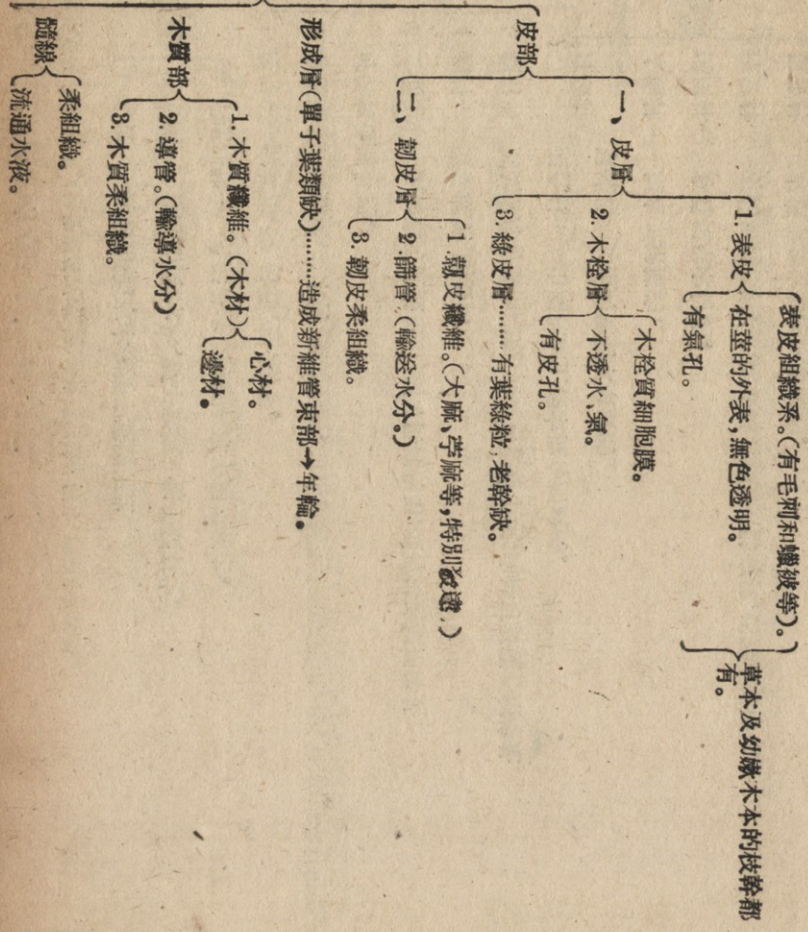 皮部
一、皮層
1. 表皮
表皮組織系。(有毛刺和蠟被等)。
在莖的外表,無色透明。
有氣孔。
草本及幼嫩木本的枝幹都
有。
2. 木栓層
木栓質細胞膜。
不透水、氣。
有皮孔。
3. 綠皮層……有葉綠粒,老幹缺。
二、韌皮層
1. 韌皮纖維。(大麻、苧麻等,特別發達。)
2. 篩管。(輸送水分。)
3. 韌皮柔組織。
形成層(單子葉類缺)……造成新維管束部→年輪。
木質部
1. 木質纖維。(木材)
心材。
邊材。
2. 導管。(輸導水分)
3. 木質柔組織。
髓線
柔組織。
流通水液。